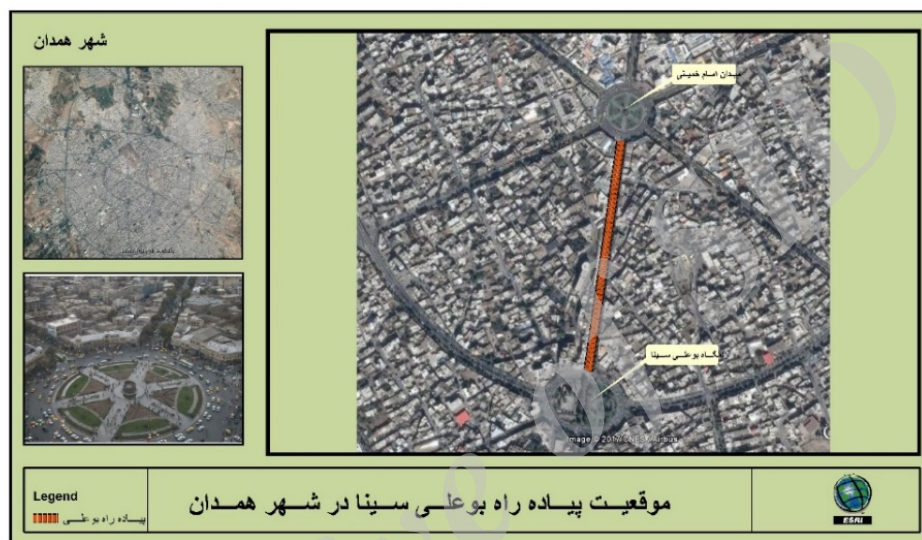 شهر همدان
میدان امام خمینی
بوعلی سینا
Legend
پیاده راه بوعلی
موقعیت پیاده راه بوعلی سینا در شهر همدان
ESRI